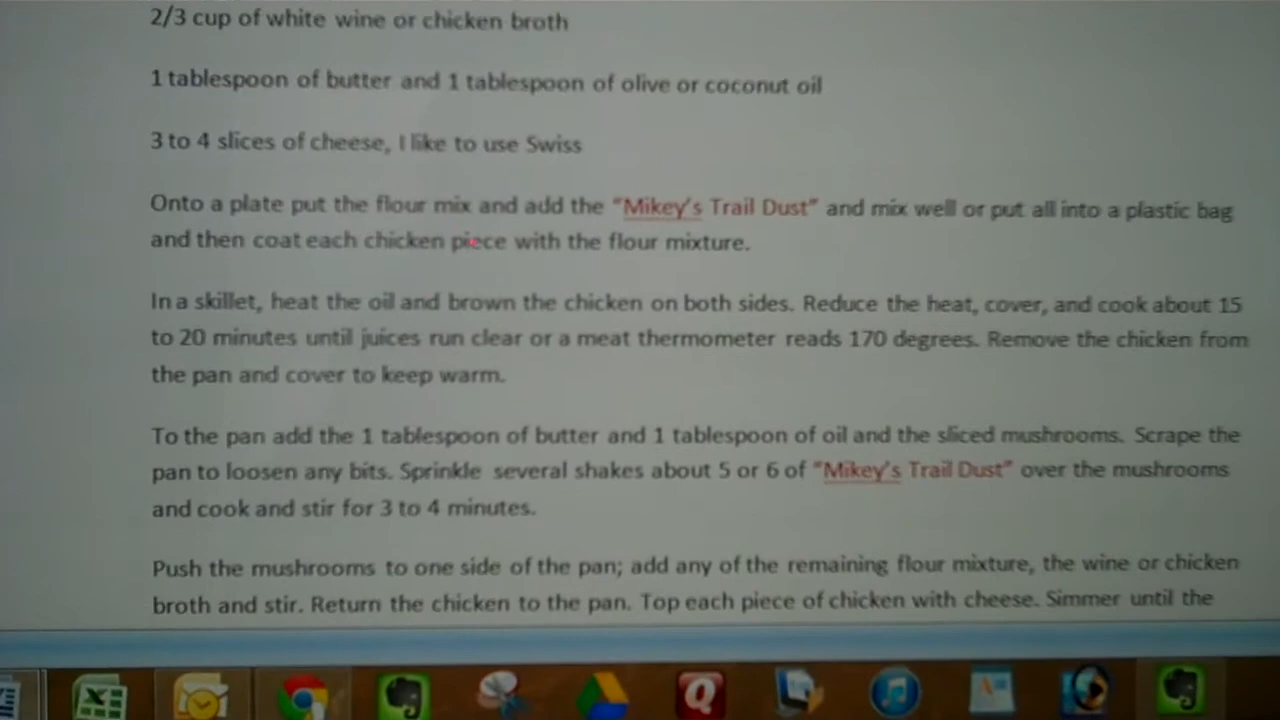 2/3 cup of white wine or chicken broth
1 tablespoon of butter and 1 tablespoon of olive or coconut oil
3 to 4 slices of cheese, I like to use Swiss
Onto a plate put the flour mix and add the "Mikey's Trail Dust" and mix well or put all into a plastic bag
and then coat each chicken piece with the flour mixture.
In a skillet, heat the oil and brown the chicken on both sides. Reduce the heat, cover, and cook about 15
to 20 minutes until juices run clear or a meat thermometer reads 170 degrees. Remove the chicken from
the pan and cover to keep warm.
To the pan add the 1 tablespoon of butter and 1 tablespoon of oil and the sliced mushrooms. Scrape the
pan to loosen any bits. Sprinkle several shakes about 5 or 6 of "Mikey's Trail Dust" over the mushrooms
and cook and stir for 3 to 4 minutes.
Push the mushrooms to one side of the pan; add any of the remaining flour mixture, the wine or chicken
broth and stir. Return the chicken to the pan. Top each piece of chicken with cheese. Simmer until the
X
Q